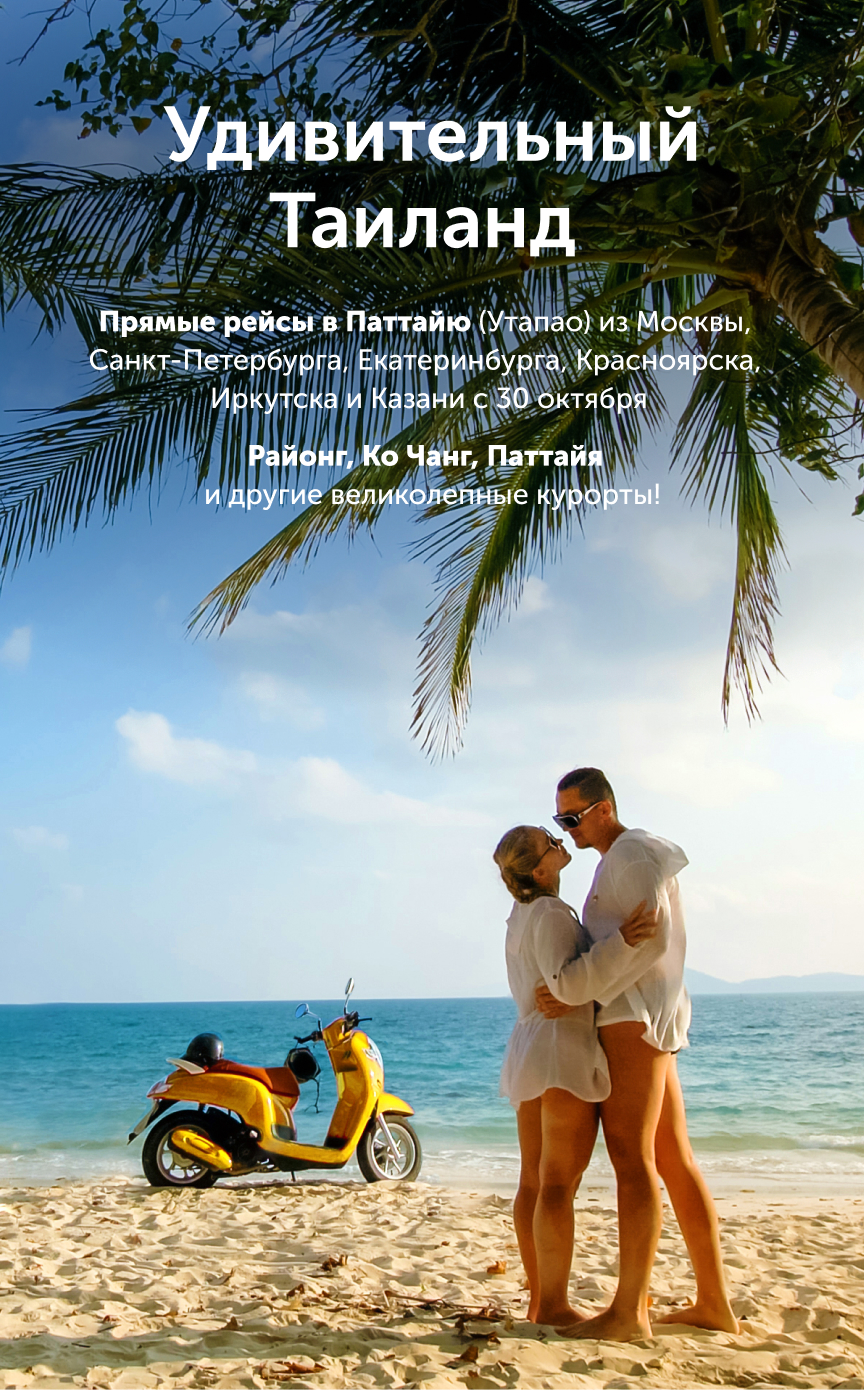 Удивительный
Таиланд
Прямые рейсы в Паттайю (Утапао) из Москвы,
Санкт-Петербурга, Екатеринбурга, Красноярска,
Иркутска и Казани с 30 октября
Районг, Ко Чанг, Паттайя
и другие великолепные курорты!